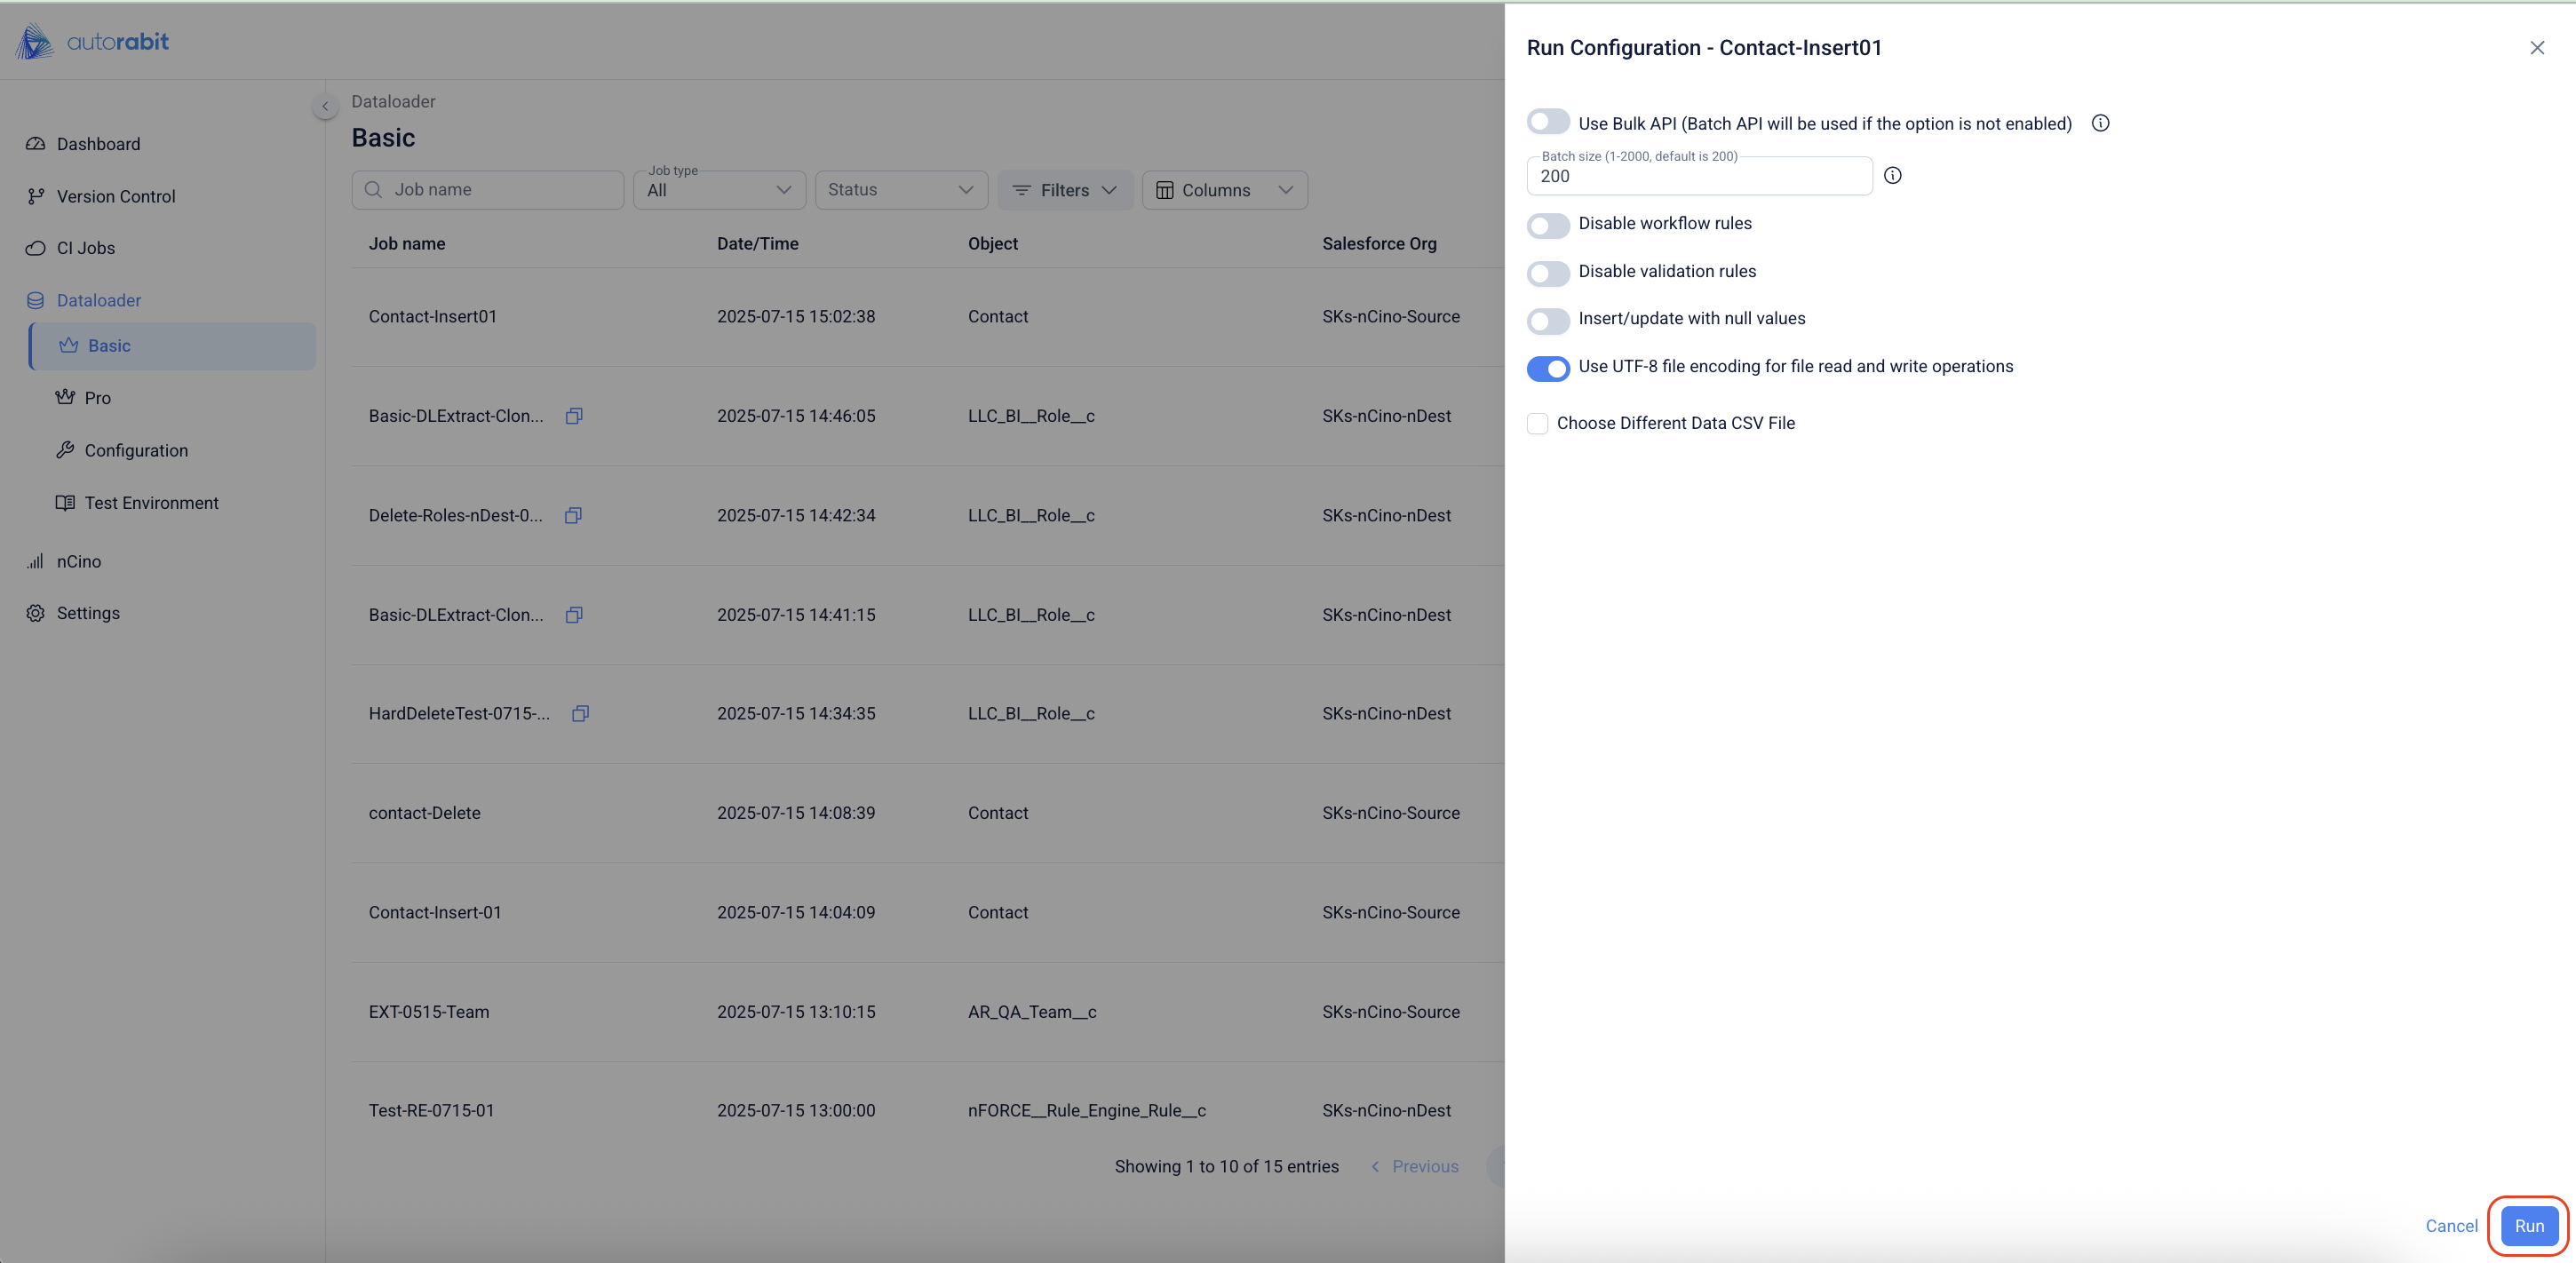 autorabit
Dashboard
Version Control
CI Jobs
Dataloader
Basic
Pro
Configuration
Test Environment
nCino
Settings
Dataloader
Basic
Job name
Job type
All
Status
Filters
Columns
Job name Date/Time Object Salesforce Org
Contact-Insert01 2025-07-15 15:02:38 Contact SKs-nCino-Source
Basic-DLExtract-Clon... 2025-07-15 14:46:05 LLC_BI__Role__c SKs-nCino-nDest
Delete-Roles-nDest-0... 2025-07-15 14:42:34 LLC_BI__Role__c SKs-nCino-nDest
Basic-DLExtract-Clon... 2025-07-15 14:41:15 LLC_BI__Role__c SKs-nCino-nDest
HardDeleteTest-0715-... 2025-07-15 14:34:35 LLC_BI__Role__c SKs-nCino-nDest
contact-Delete 2025-07-15 14:08:39 Contact SKs-nCino-Source
Contact-Insert-01 2025-07-15 14:04:09 Contact SKs-nCino-Source
EXT-0515-Team 2025-07-15 13:10:15 AR_QA_Team__c SKs-nCino-Source
Test-RE-0715-01 2025-07-15 13:00:00 nFORCE__Rule_Engine_Rule__c SKs-nCino-nDest
Showing 1 to 10 of 15 entries Previous
Run Configuration - Contact-Insert01
Use Bulk API (Batch API will be used if the option is not enabled)
Batch size (1-2000, default is 200)
200
Disable workflow rules
Disable validation rules
Insert/update with null values
Use UTF-8 file encoding for file read and write operations
Choose Different Data CSV File
Cancel Run